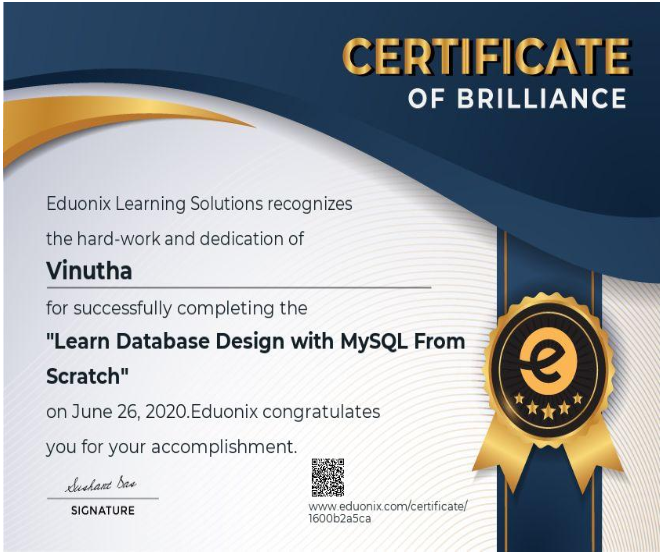 CERTIFICATE
OF BRILLIANCE
Eduonix Learning Solutions recognizes
the hard-work and dedication of
Vinutha
for successfully completing the
"Learn Database Design with MySQL From
Scratch"
on June 26, 2020.Eduonix congratulates
you for your accomplishment.
e
Sushant Das
SIGNATURE
www.eduonix.com/certificate/
1600b2a5ca